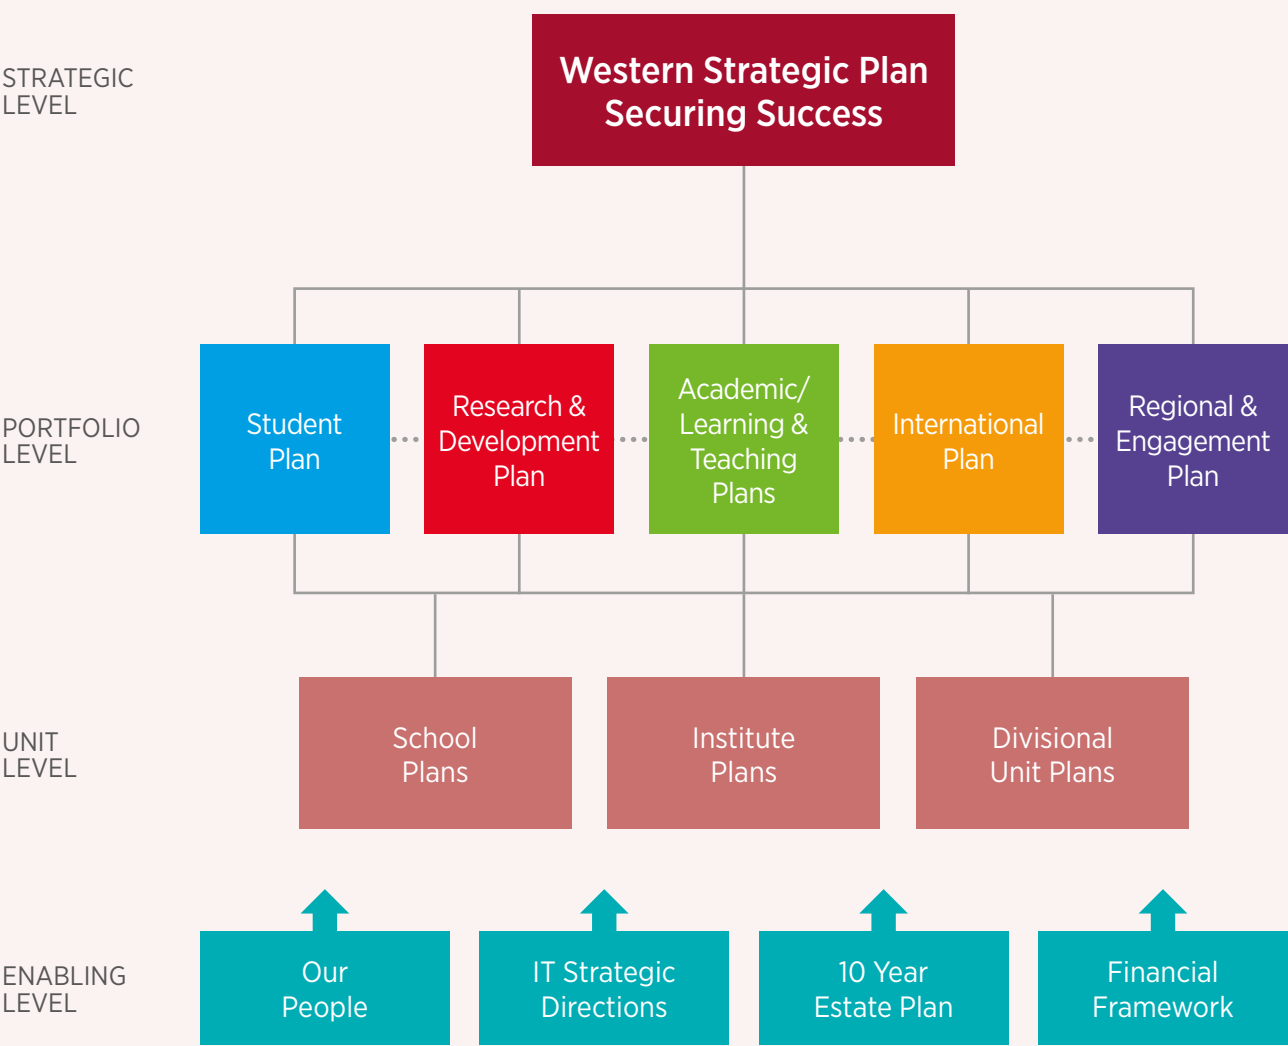 STRATEGIC
LEVEL
Western Strategic Plan
Securing Success
PORTFOLIO
LEVEL
Student
Plan
Research &
Development
Plan
Academic/
Learning &
Teaching
Plans
International
Plan
Regional &
Engagement
Plan
UNIT
LEVEL
School
Plans
Institute
Plans
Divisional
Unit Plans
ENABLING
LEVEL
Our
People
IT Strategic
Directions
10 Year
Estate Plan
Financial
Framework